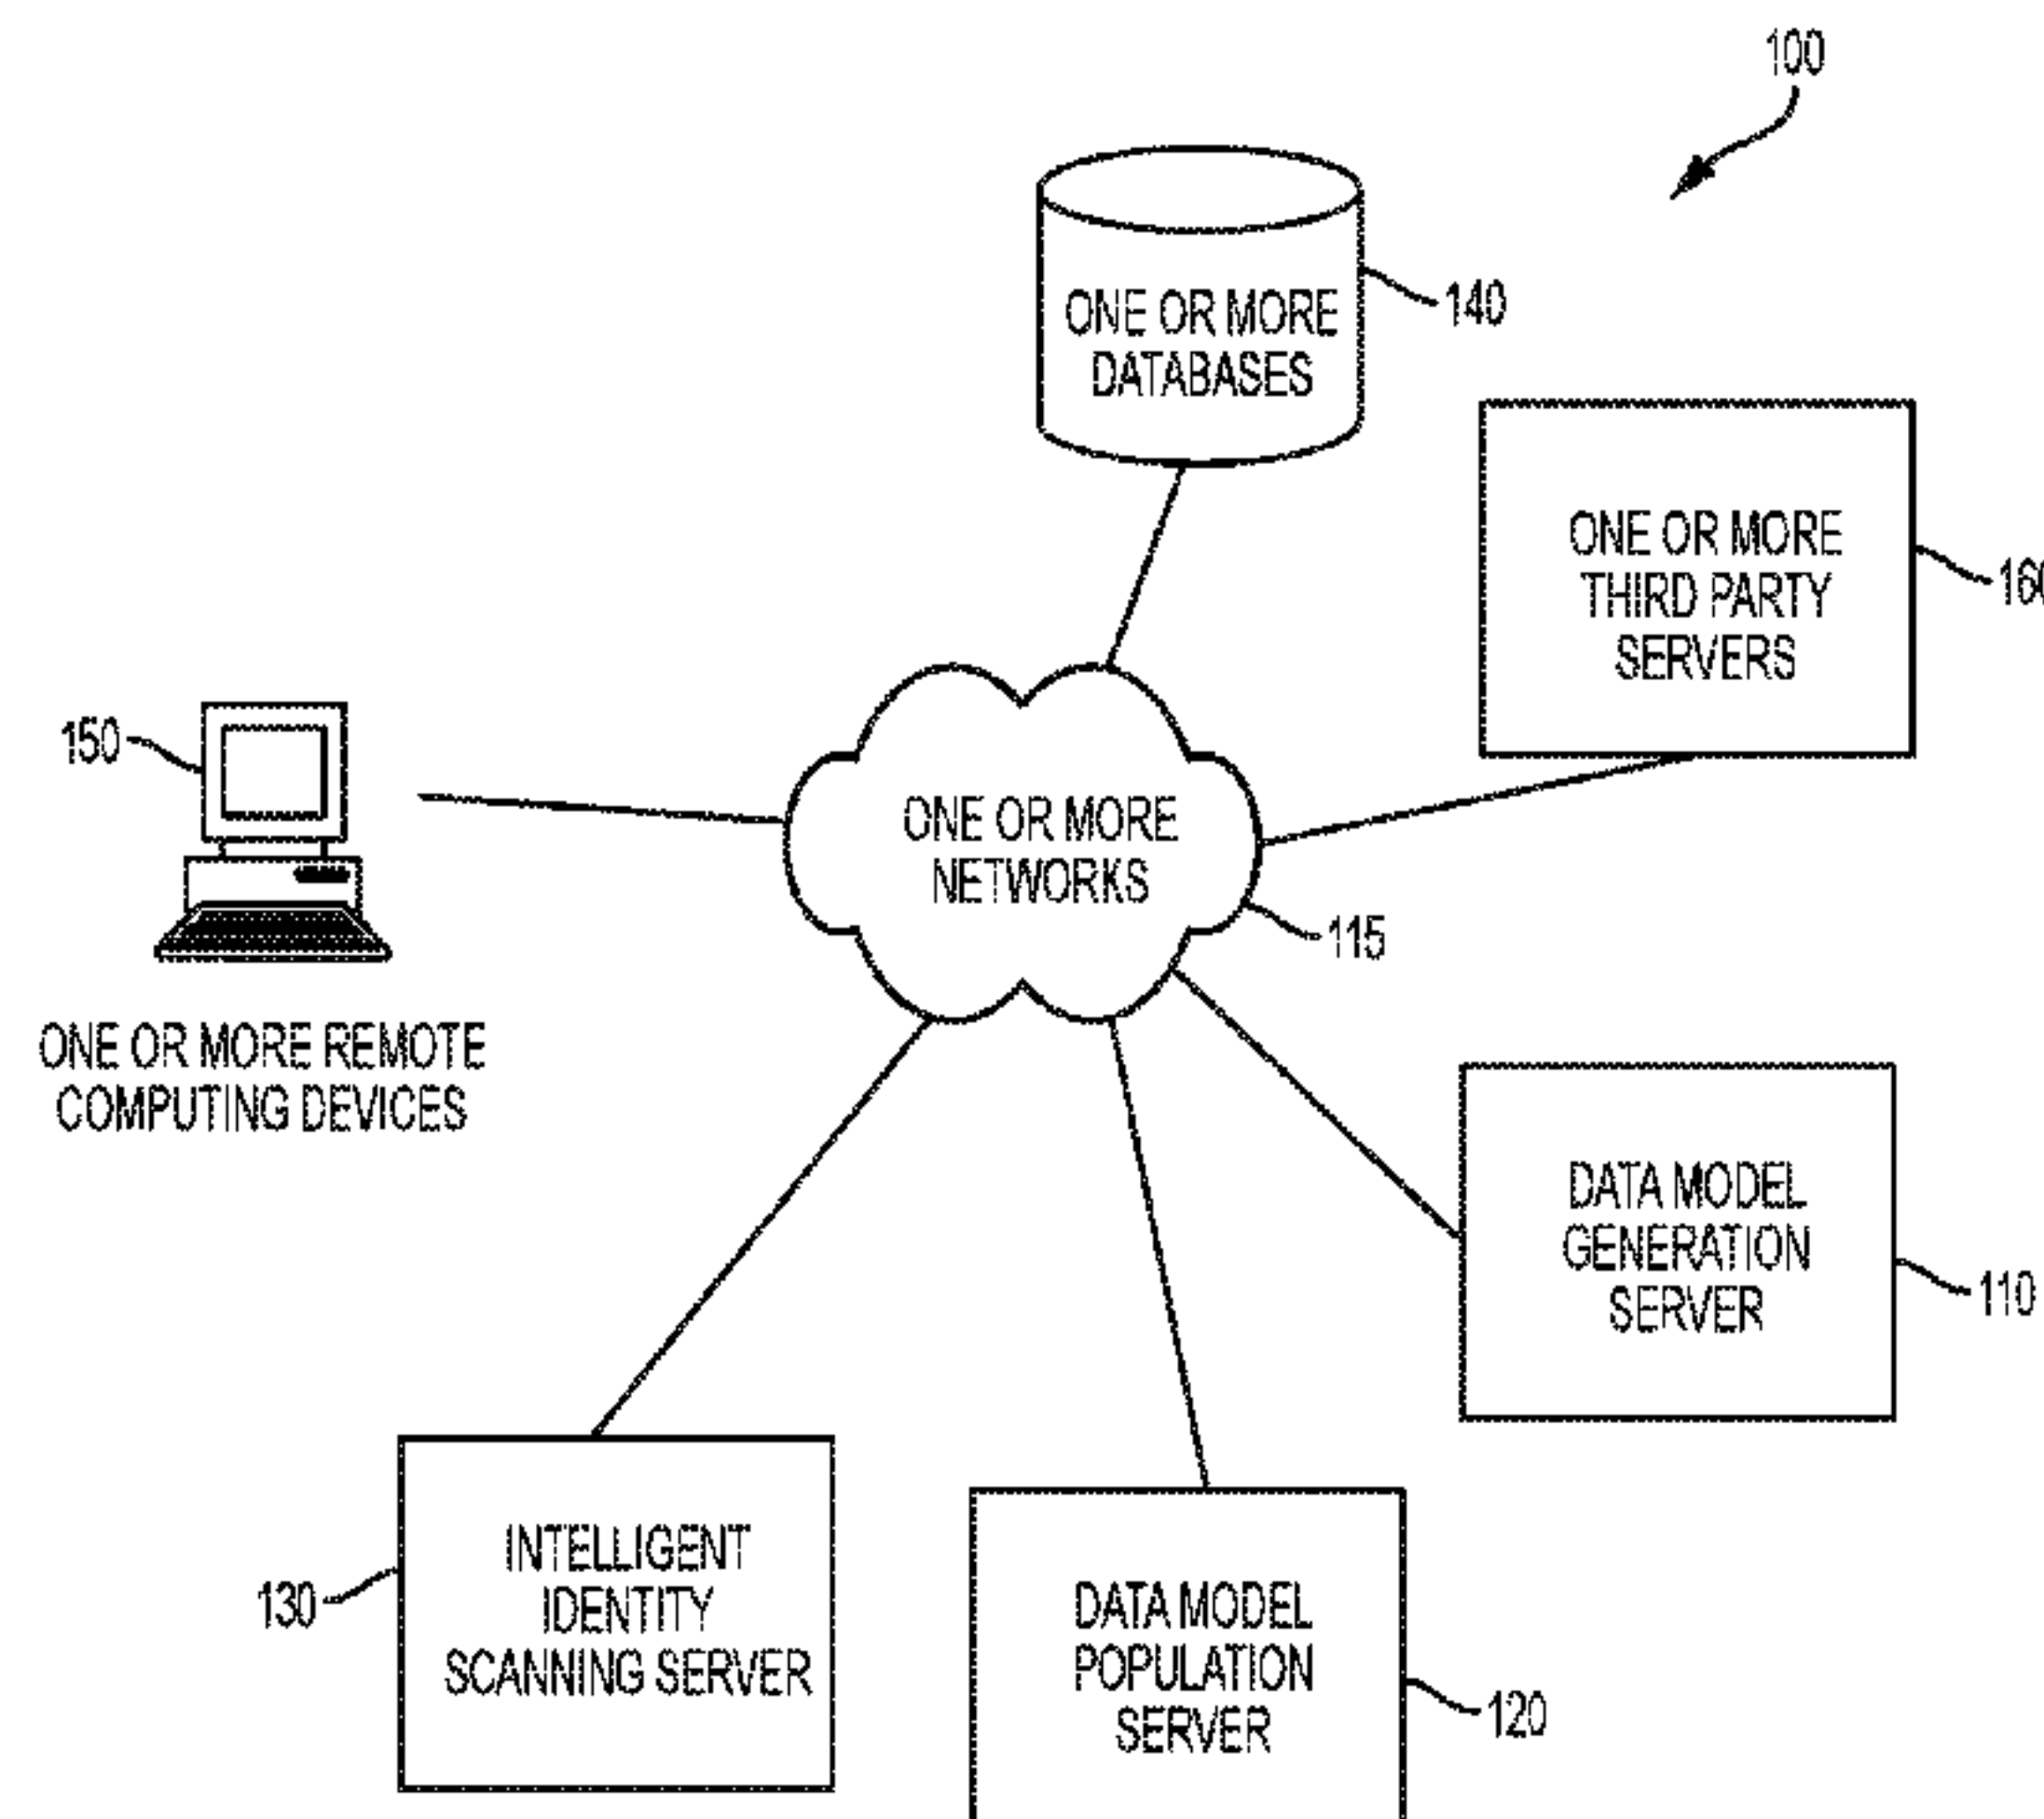 100
ONE OR MORE
DATABASES
140
ONE OR MORE
THIRD PARTY
SERVERS
160
150
ONE OR MORE
NETWORKS
115
ONE OR MORE REMOTE
COMPUTING DEVICES
DATA MODEL
GENERATION
SERVER
110
INTELLIGENT
IDENTITY
SCANNING SERVER
130
DATA MODEL
POPULATION
SERVER
120